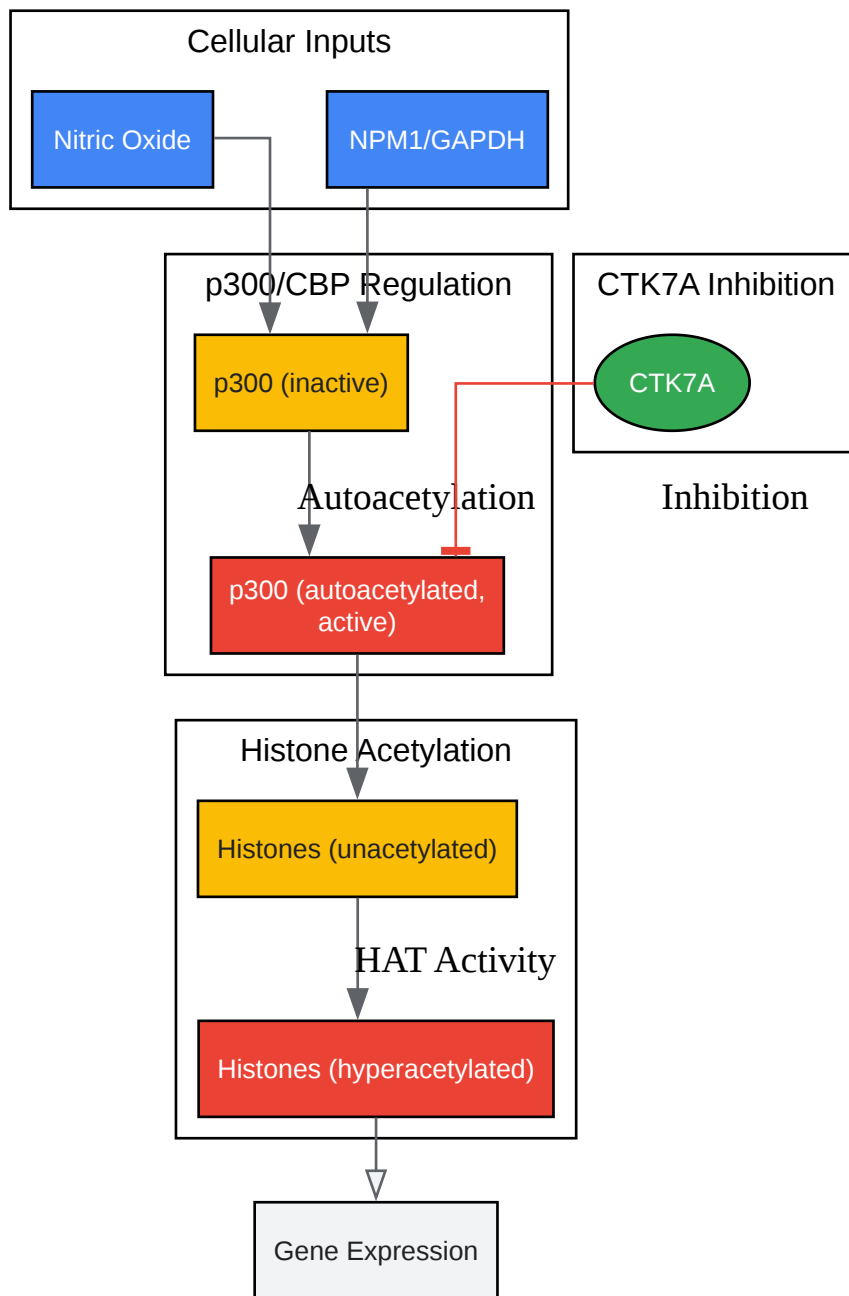 Cellular Inputs
Nitric Oxide
NPM1/GAPDH
p300/CBP Regulation
CTK7A Inhibition
p300 (inactive)
CTK7A
Autoacetylation
Inhibition
p300 (autoacetylated,
active)
Histone Acetylation
Histones (unacetylated)
HAT Activity
Histones (hyperacetylated)
Gene Expression